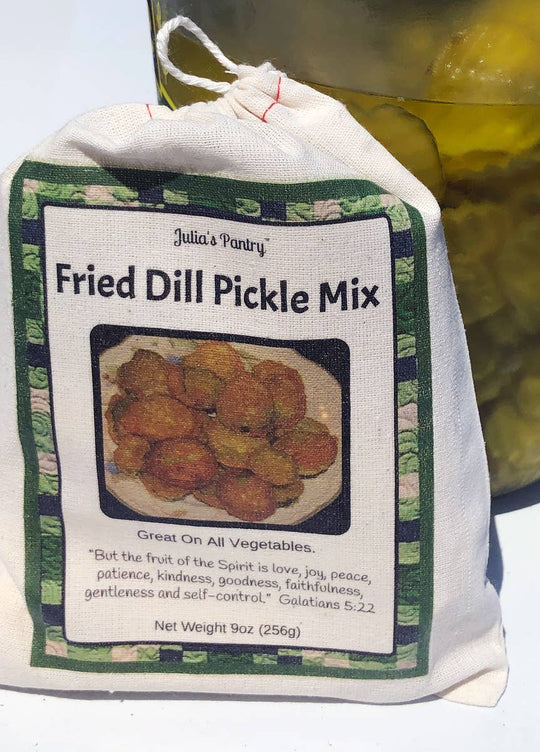 Julia's Pantry™
Fried Dill Pickle Mix
Great On All Vegetables.
"But the fruit of the Spirit is love, joy, peace,
patience, kindness, goodness, faithfulness,
gentleness and self-control." Galatians 5:22
Net Weight 9oz (256g)